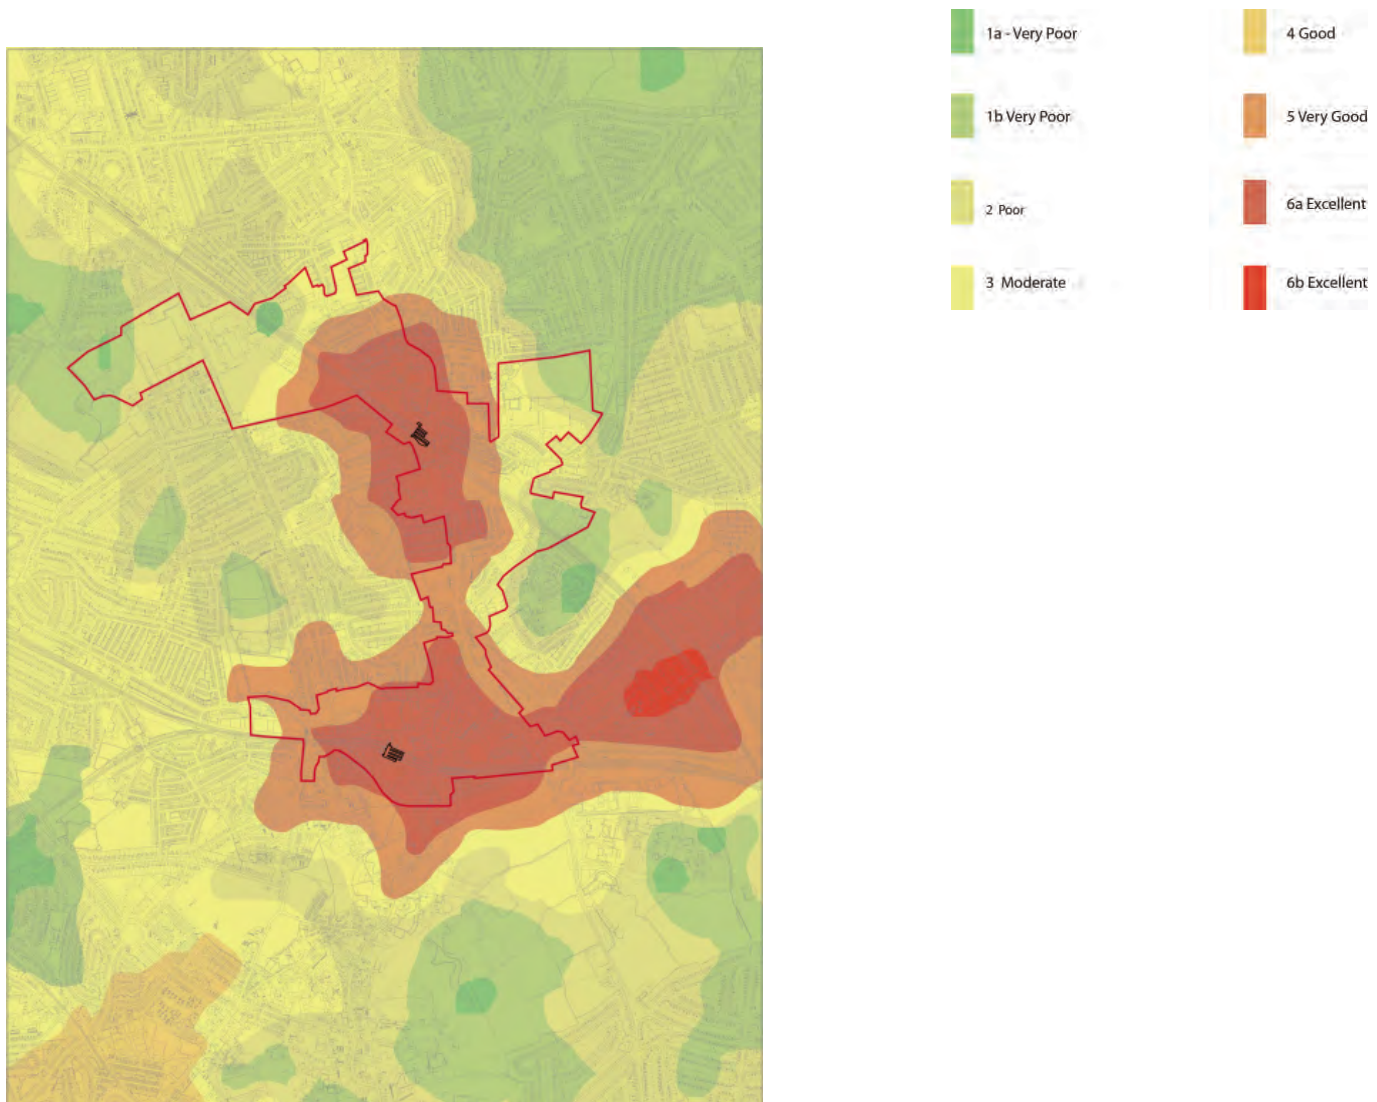 1a - Very Poor
1b Very Poor
2 Poor
3 Moderate
4 Good
5 Very Good
6a Excellent
6b Excellent